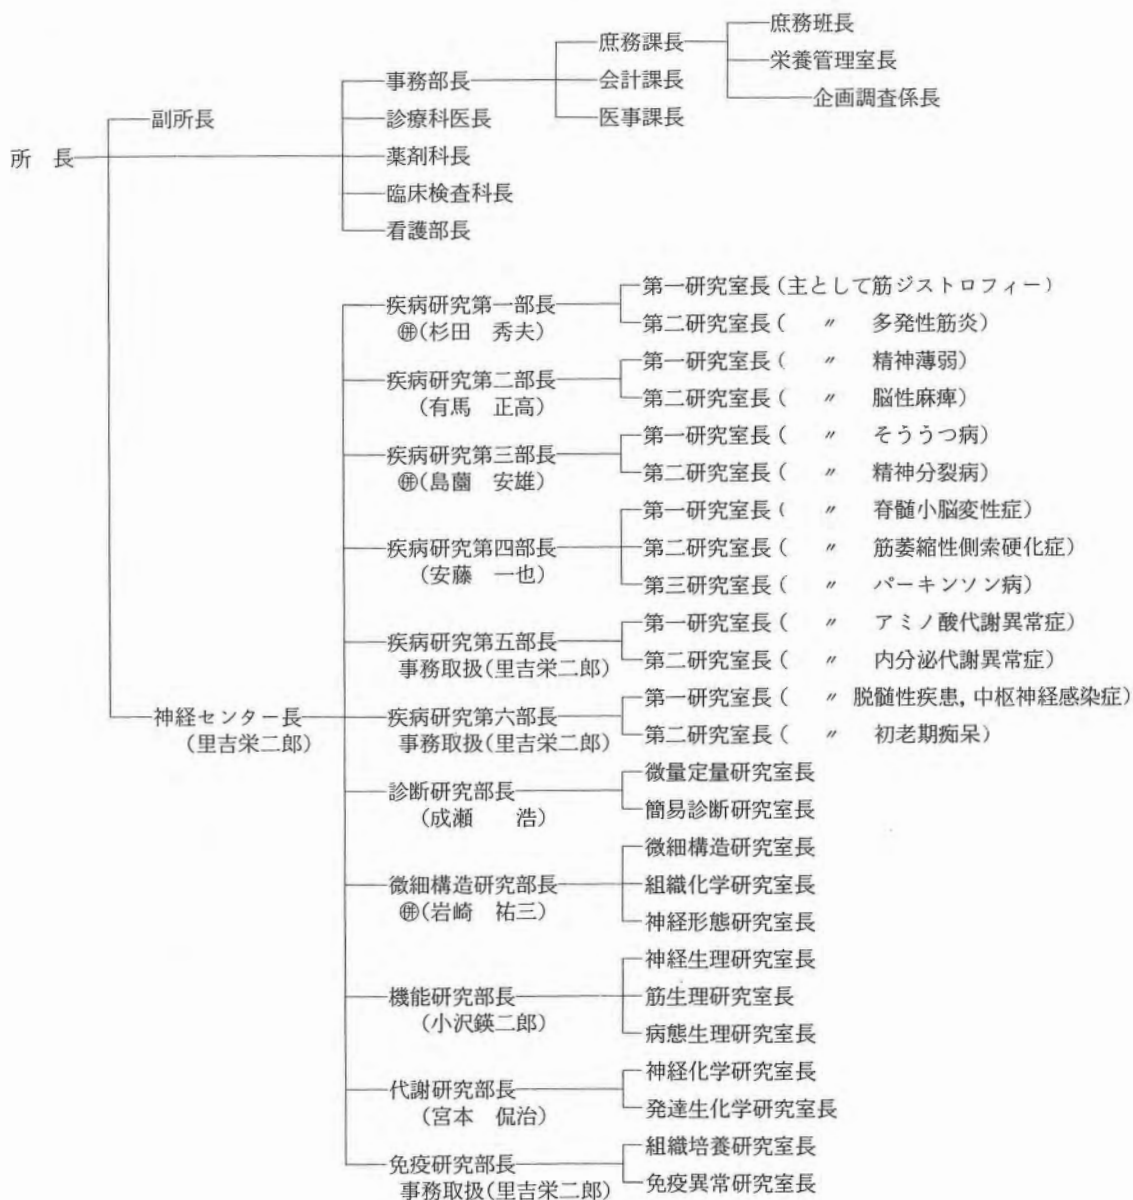 庶務班長
庶務課長
栄養管理室長
事務部長
会計課長
企画調査係長
副所長
診療科医長
医事課長
所 長
薬剤科長
臨床検査科長
看護部長
疾病研究第一部長
㊑(杉田 秀夫)
第一研究室長(主として筋ジストロフィー)
第二研究室長( 〃 多発性筋炎)
疾病研究第二部長
(有馬 正高)
第一研究室長( 〃 精神薄弱)
第二研究室長( 〃 脳性麻痺)
疾病研究第三部長
㊑(島薗 安雄)
第一研究室長( 〃 そううつ病)
第二研究室長( 〃 精神分裂病)
疾病研究第四部長
(安藤 一也)
第一研究室長( 〃 脊髄小脳変性症)
第二研究室長( 〃 筋萎縮性側索硬化症)
第三研究室長( 〃 パーキンソン病)
疾病研究第五部長
事務取扱(里吉栄二郎)
第一研究室長( 〃 アミノ酸代謝異常症)
第二研究室長( 〃 内分泌代謝異常症)
神経センター長
(里吉栄二郎)
疾病研究第六部長
事務取扱(里吉栄二郎)
第一研究室長( 〃 脱髄性疾患,中枢神経感染症)
第二研究室長( 〃 初老期痴呆)
診断研究部長
(成瀬 浩)
微量定量研究室長
簡易診断研究室長
微細構造研究部長
㊑(岩崎 祐三)
微細構造研究室長
組織化学研究室長
神経形態研究室長
機能研究部長
(小沢鍈二郎)
神経生理研究室長
筋生理研究室長
病態生理研究室長
代謝研究部長
(宮本 侃治)
神経化学研究室長
発達生化学研究室長
免疫研究部長
事務取扱(里吉栄二郎)
組織培養研究室長
免疫異常研究室長